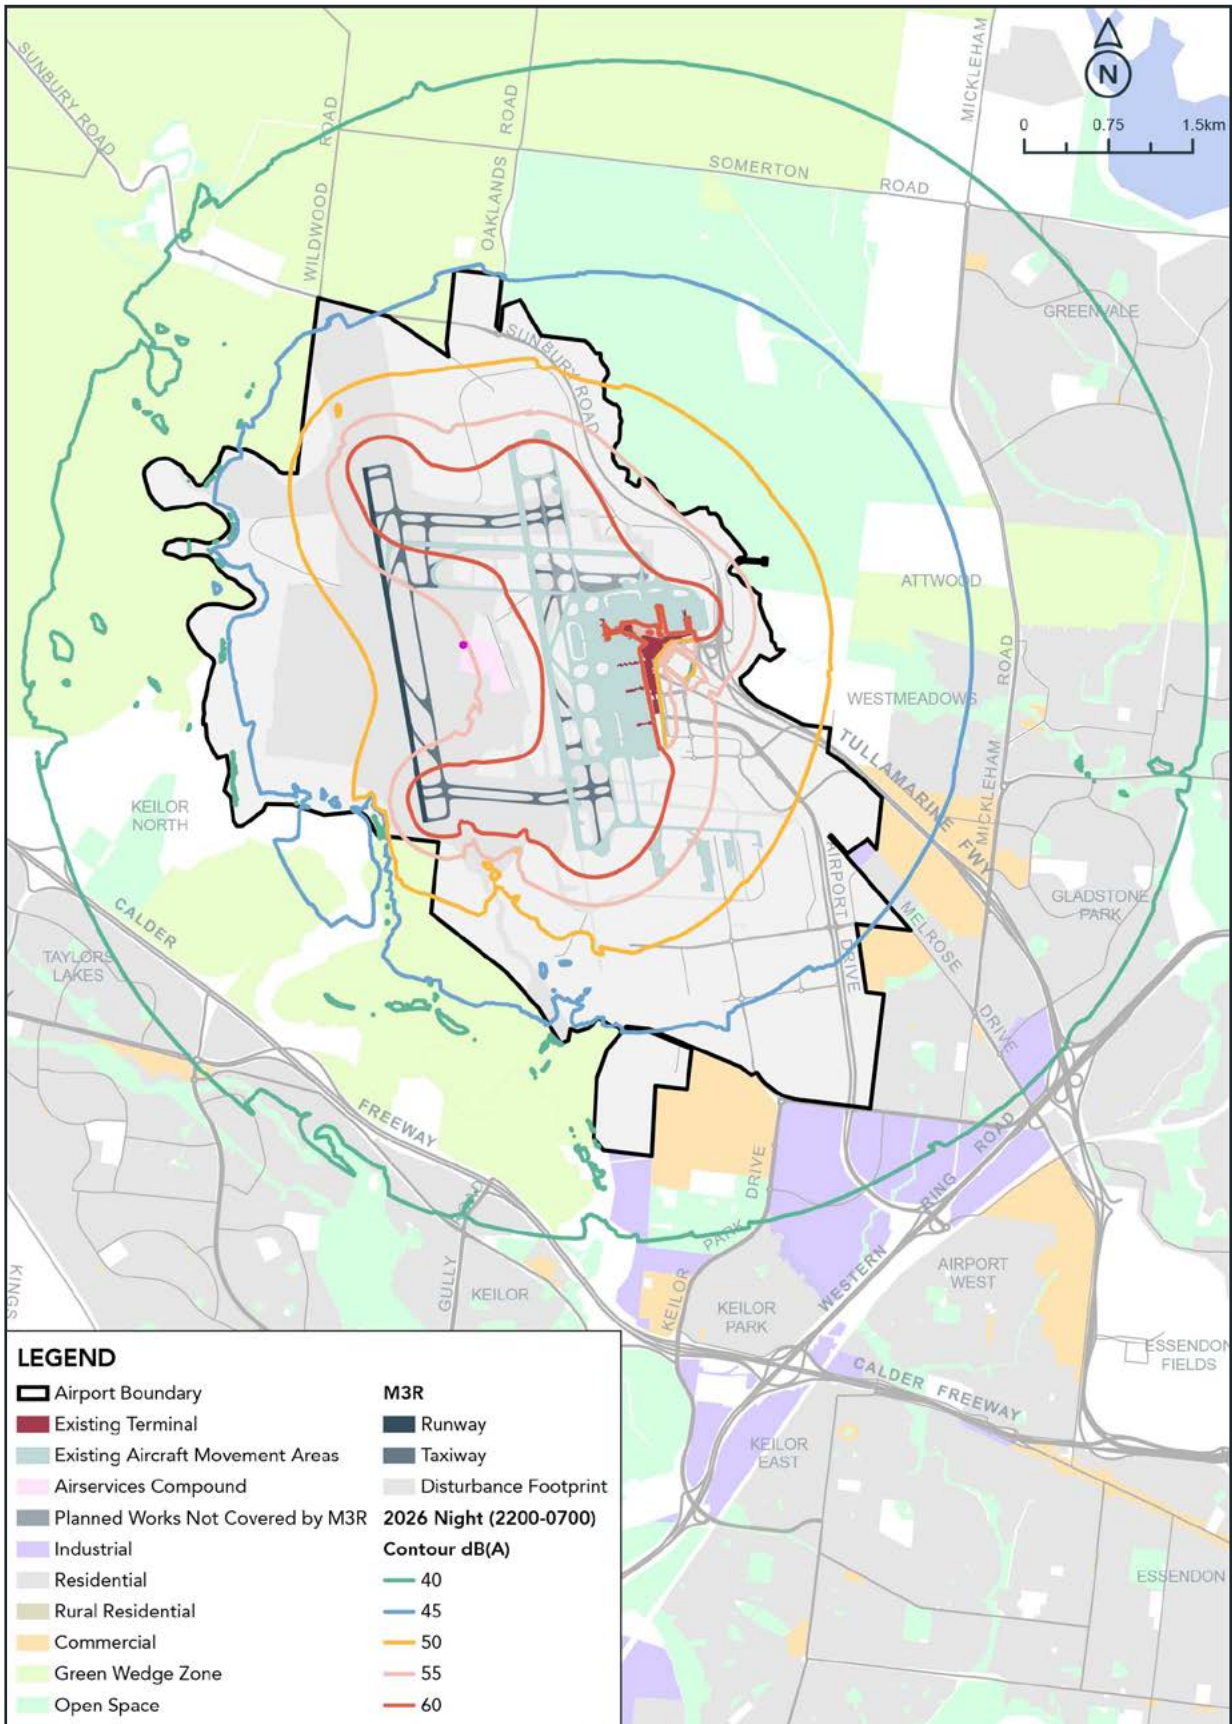 N
0 0.75 1.5km
SUNBURY ROAD
WILDWOOD ROAD
OAKLANDS ROAD
MICKLEHAM
SOMERTON ROAD
GREENVALE
SUNBURY ROAD
ATTWOOD
ROAD
WESTMEADOWS
TULLAMARINE FWY
MICKLEHAM
KEILOR
NORTH
AIRPORT DRIVE
MELROSE DRIVE
GLADSTONE
PARK
CALDER FREEWAY
TAYLORS
LAKES
ROAD
GULLY
KEILOR
KINGS
KEILOR PARK DRIVE
WESTERN RING ROAD
KEILOR
PARK
AIRPORT
WEST
ESSENDON
FIELDS
CALDER FREEWAY
KEILOR
EAST
ESSENDON
LEGEND
Airport Boundary
Existing Terminal
Existing Aircraft Movement Areas
Airservices Compound
Planned Works Not Covered by M3R
Industrial
Residential
Rural Residential
Commercial
Green Wedge Zone
Open Space
M3R
Runway
Taxiway
Disturbance Footprint
2026 Night (2200-0700)
Contour dB(A)
40
45
50
55
60